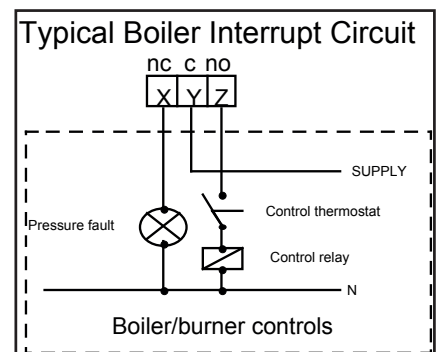 Typical Boiler Interrupt Circuit
nc c no
X Y Z
SUPPLY
Control thermostat
Pressure fault
Control relay
N
Boiler/burner controls